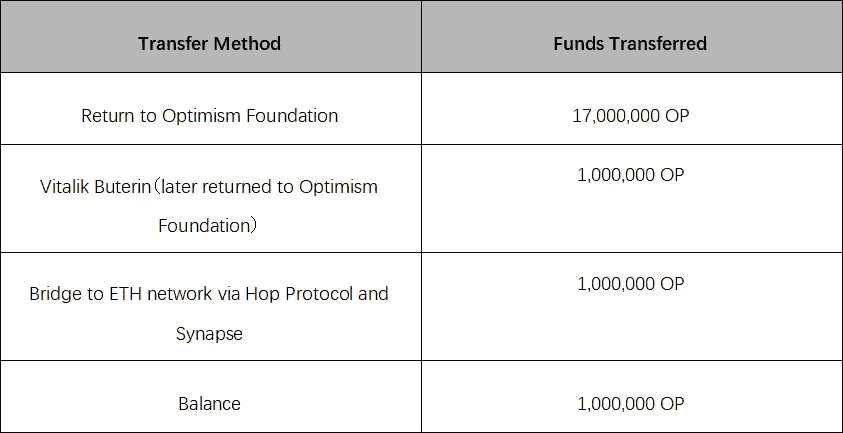 Transfer Method
Funds Transferred
Return to Optimism Foundation
17,000,000 OP
Vitalik Buterin（later returned to Optimism
Foundation）
1,000,000 OP
Bridge to ETH network via Hop Protocol and
Synapse
1,000,000 OP
Balance
1,000,000 OP